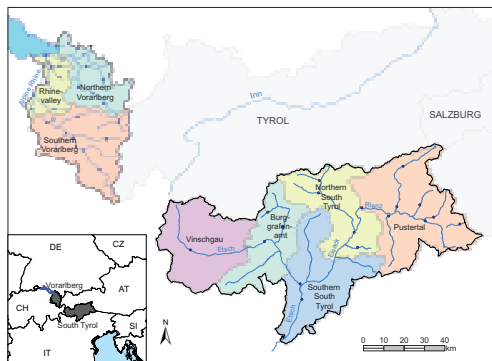 Alpine Rhine
Rhine-
valley
Northern
Vorarlberg
Southern
Vorarlberg
Inn
TYROL
SALZBURG
Northern
South
Tyrol
Rienz
Pustertal
Burg-
grafen-
amt
Vinschgau
Etsch
Eisack
Southern
South
Tyrol
Etsch
DE
CZ
Vorarlberg
AT
CH
South Tyrol
SI
IT
N
0 10 20 30 40
km